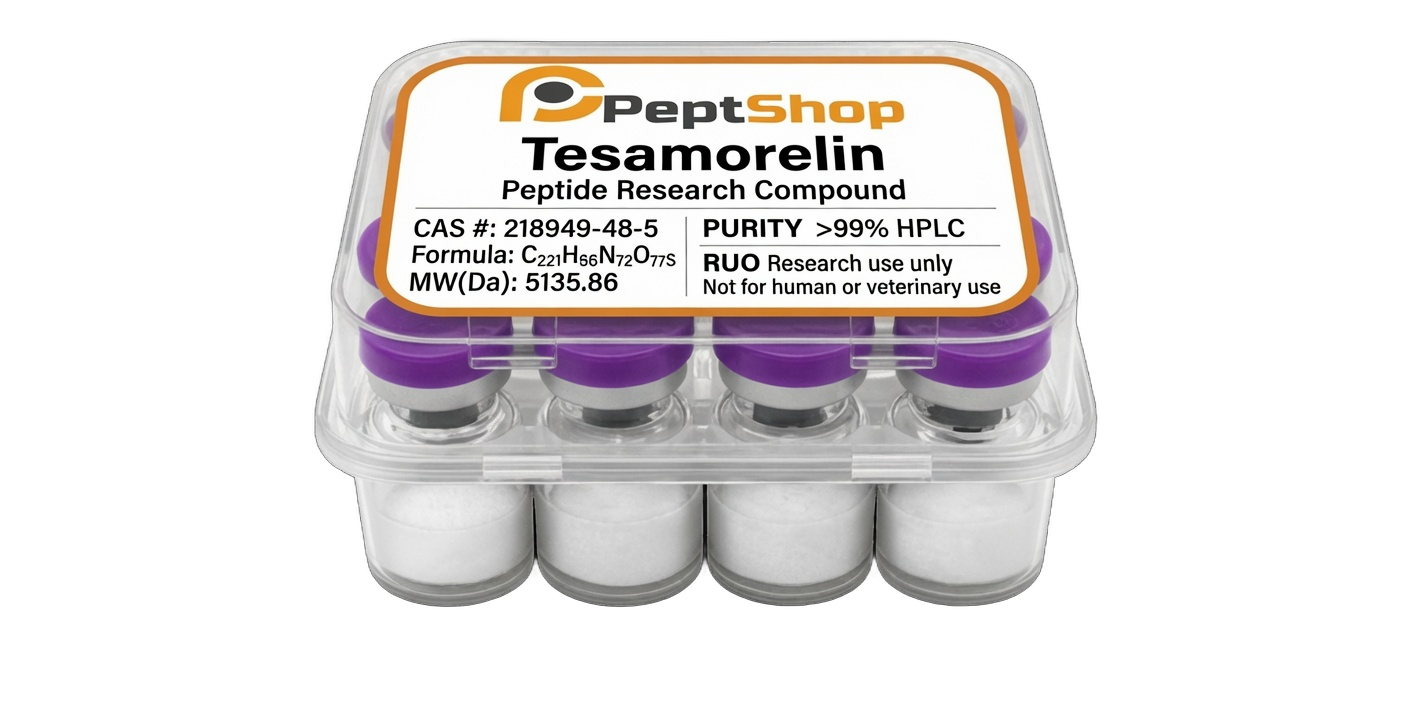 PeptShop
Tesamorelin
Peptide Research Compound
CAS #: 218949-48-5
Formula: C₂₂₁H₆₆N₇₂O₇₇S
MW(Da): 5135.86
PURITY >99% HPLC
RUO Research use unly
Not for human or veterinary use